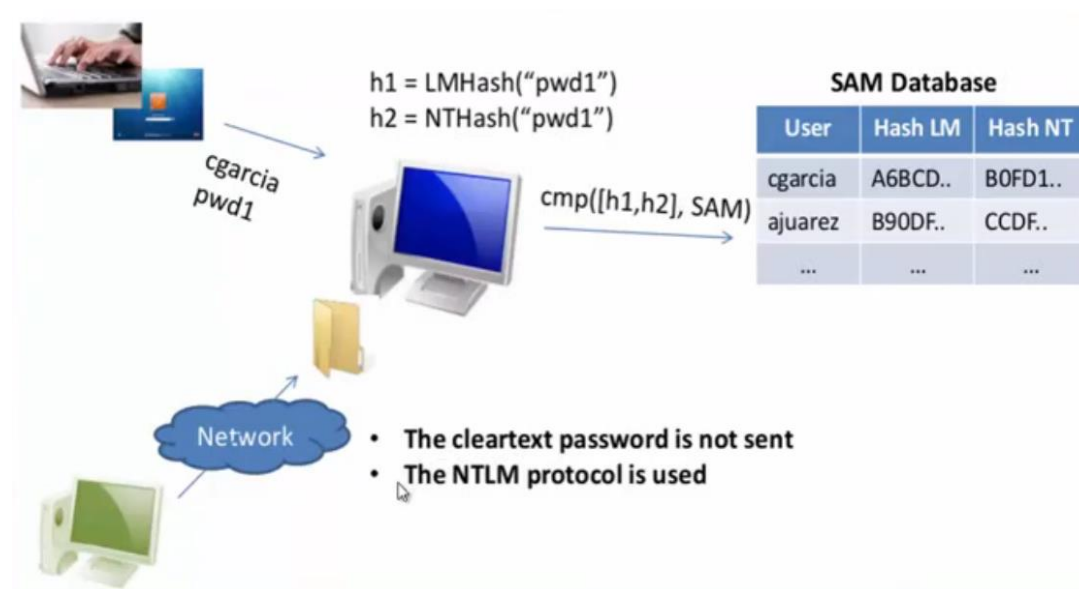 h1 = LMHash("pwd1")
h2 = NTHash("pwd1")
cgarcia
pwd1
cmp([h1,h2], SAM)
SAM Database
User Hash LM Hash NT
cgarcia A6BCD.. B0FD1..
ajuarez B90DF.. CCDF..
... ... ...
Network
• The cleartext password is not sent
• The NTLM protocol is used